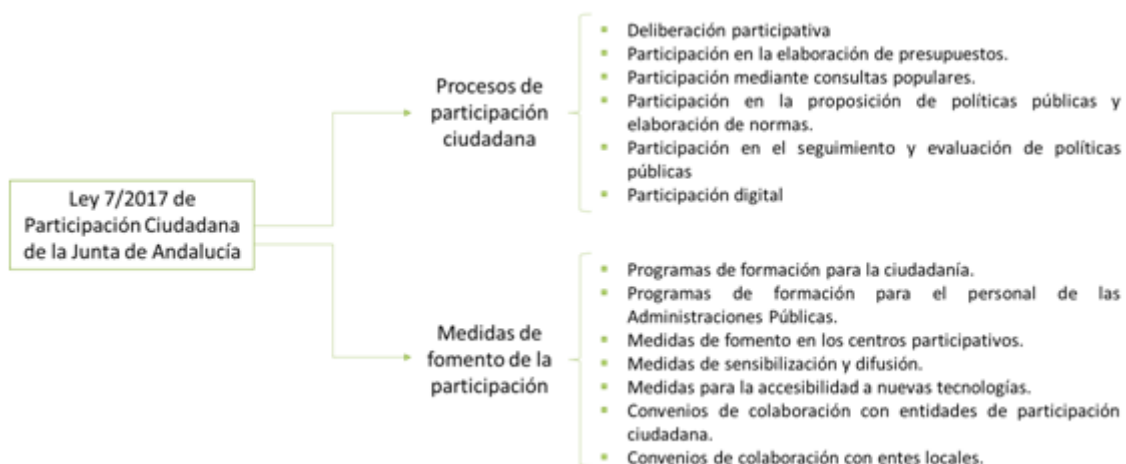 Ley 7/2017 de
Participación Ciudadana
de la Junta de Andalucía
Procesos de
participación
ciudadana
Deliberación participativa
Participación en la elaboración de presupuestos.
Participación mediante consultas populares.
Participación en la proposición de políticas públicas y
elaboración de normas.
Participación en el seguimiento y evaluación de políticas
públicas
Participación digital
Medidas de
fomento de la
participación
Programas de formación para la ciudadanía.
Programas de formación para el personal de las
Administraciones Públicas.
Medidas de fomento en los centros participativos.
Medidas de sensibilización y difusión.
Medidas para la accesibilidad a nuevas tecnologías.
Convenios de colaboración con entidades de participación
ciudadana.
Convenios de colaboración con entes locales.